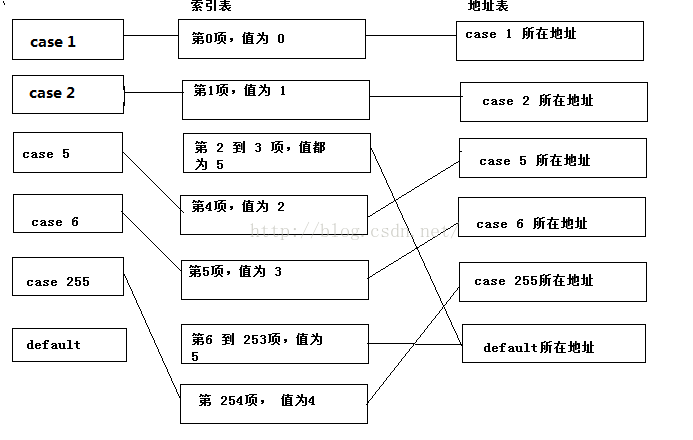 索引表
地址表
case 1
第0项，值为 0
case 1 所在地址
case 2
第1项，值为 1
case 2 所在地址
case 5
第 2 到 3 项，值都
为 5
case 5 所在地址
case 6
第4项，值为 2
case 6 所在地址
http://blog.csdn.net/
case 255
第5项，值为 3
case 255所在地址
default
第6 到 253项，值为
5
default所在地址
第 254项， 值为4